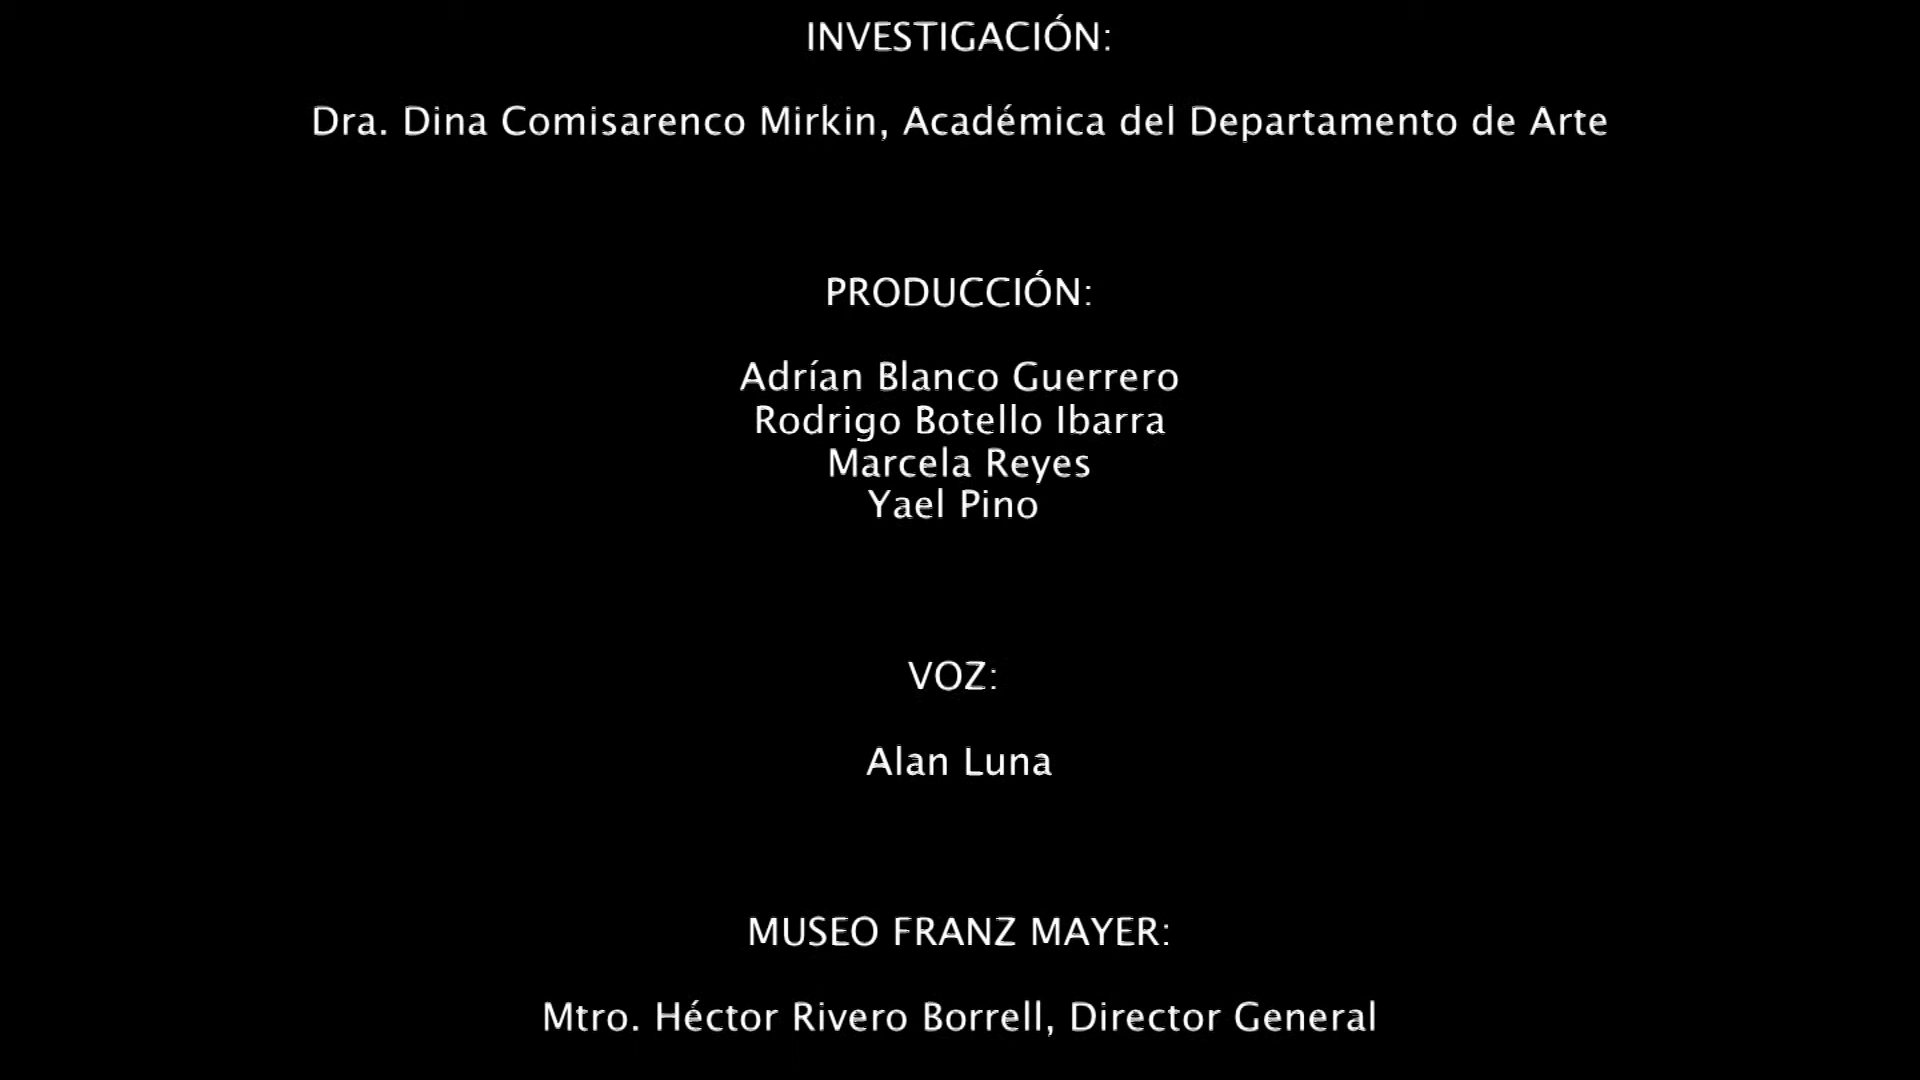 INVESTIGACIÓN:
Dra. Dina Comisarenco Mirkin, Académica del Departamento de Arte
PRODUCCIÓN:
Adrían Blanco Guerrero
Rodrigo Botello Ibarra
Marcela Reyes
Yael Pino
VOZ:
Alan Luna
MUSEO FRANZ MAYER:
Mtro. Héctor Rivero Borrell, Director General